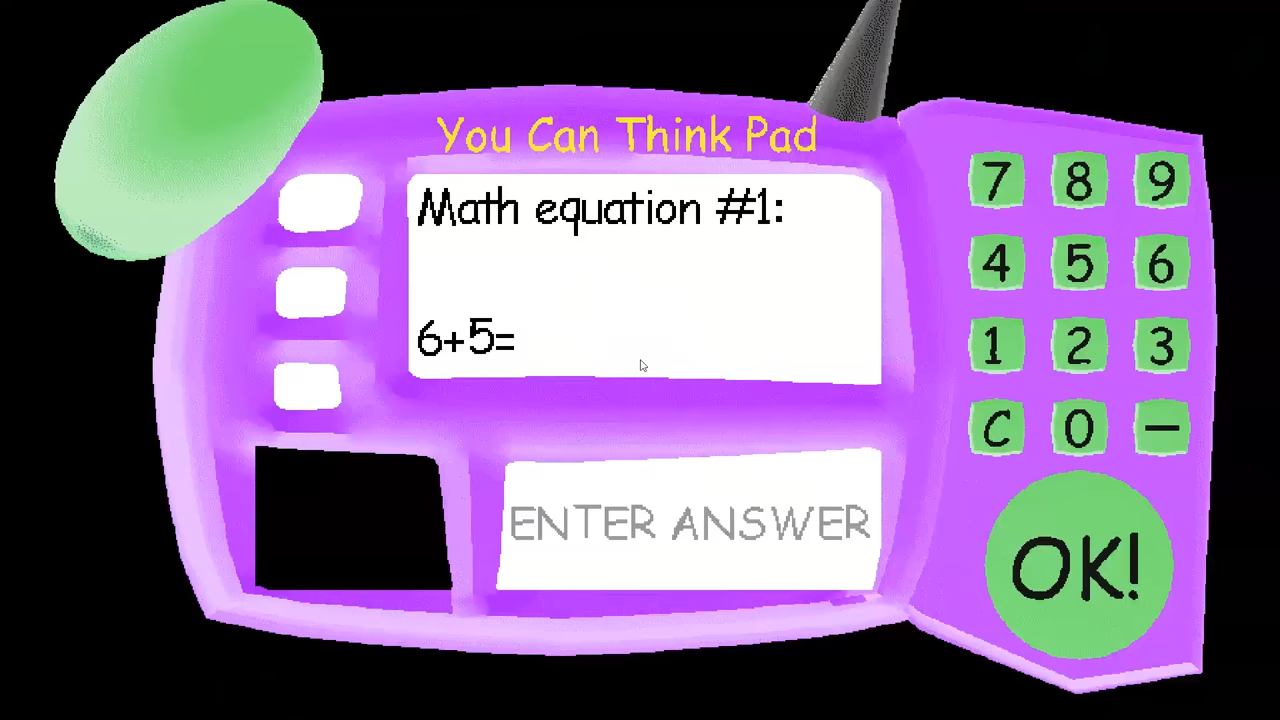 You Can Think Pad
Math equation #1:
6+5=
ENTER ANSWER
7 8 9
4 5 6
1 2 3
C 0 −
OK!